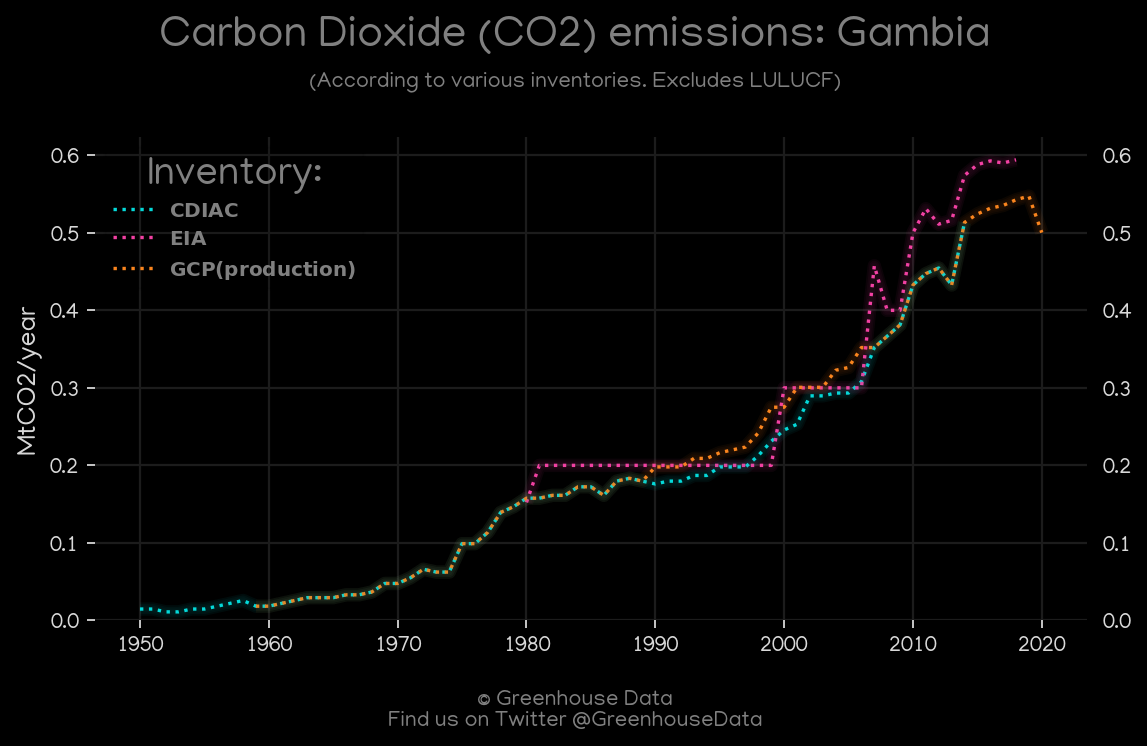 Carbon Dioxide (CO2) emissions: Gambia
(According to various inventories. Excludes LULUCF)
Inventory:
CDIAC
EIA
GCP(production)
MtCO2/year
0.6
0.5
0.4
0.3
0.2
0.1
0.0
0.6
0.5
0.4
0.3
0.2
0.1
0.0
1950 1960 1970 1980 1990 2000 2010 2020
© Greenhouse Data
Find us on Twitter @GreenhouseData